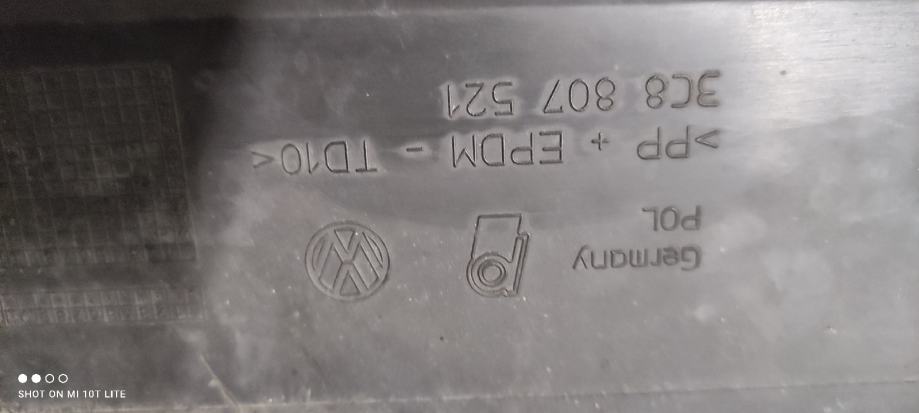 Germany
POL
>PP + EPDM - TD10<
3C8 807 521
SHOT ON MI 10T LITE